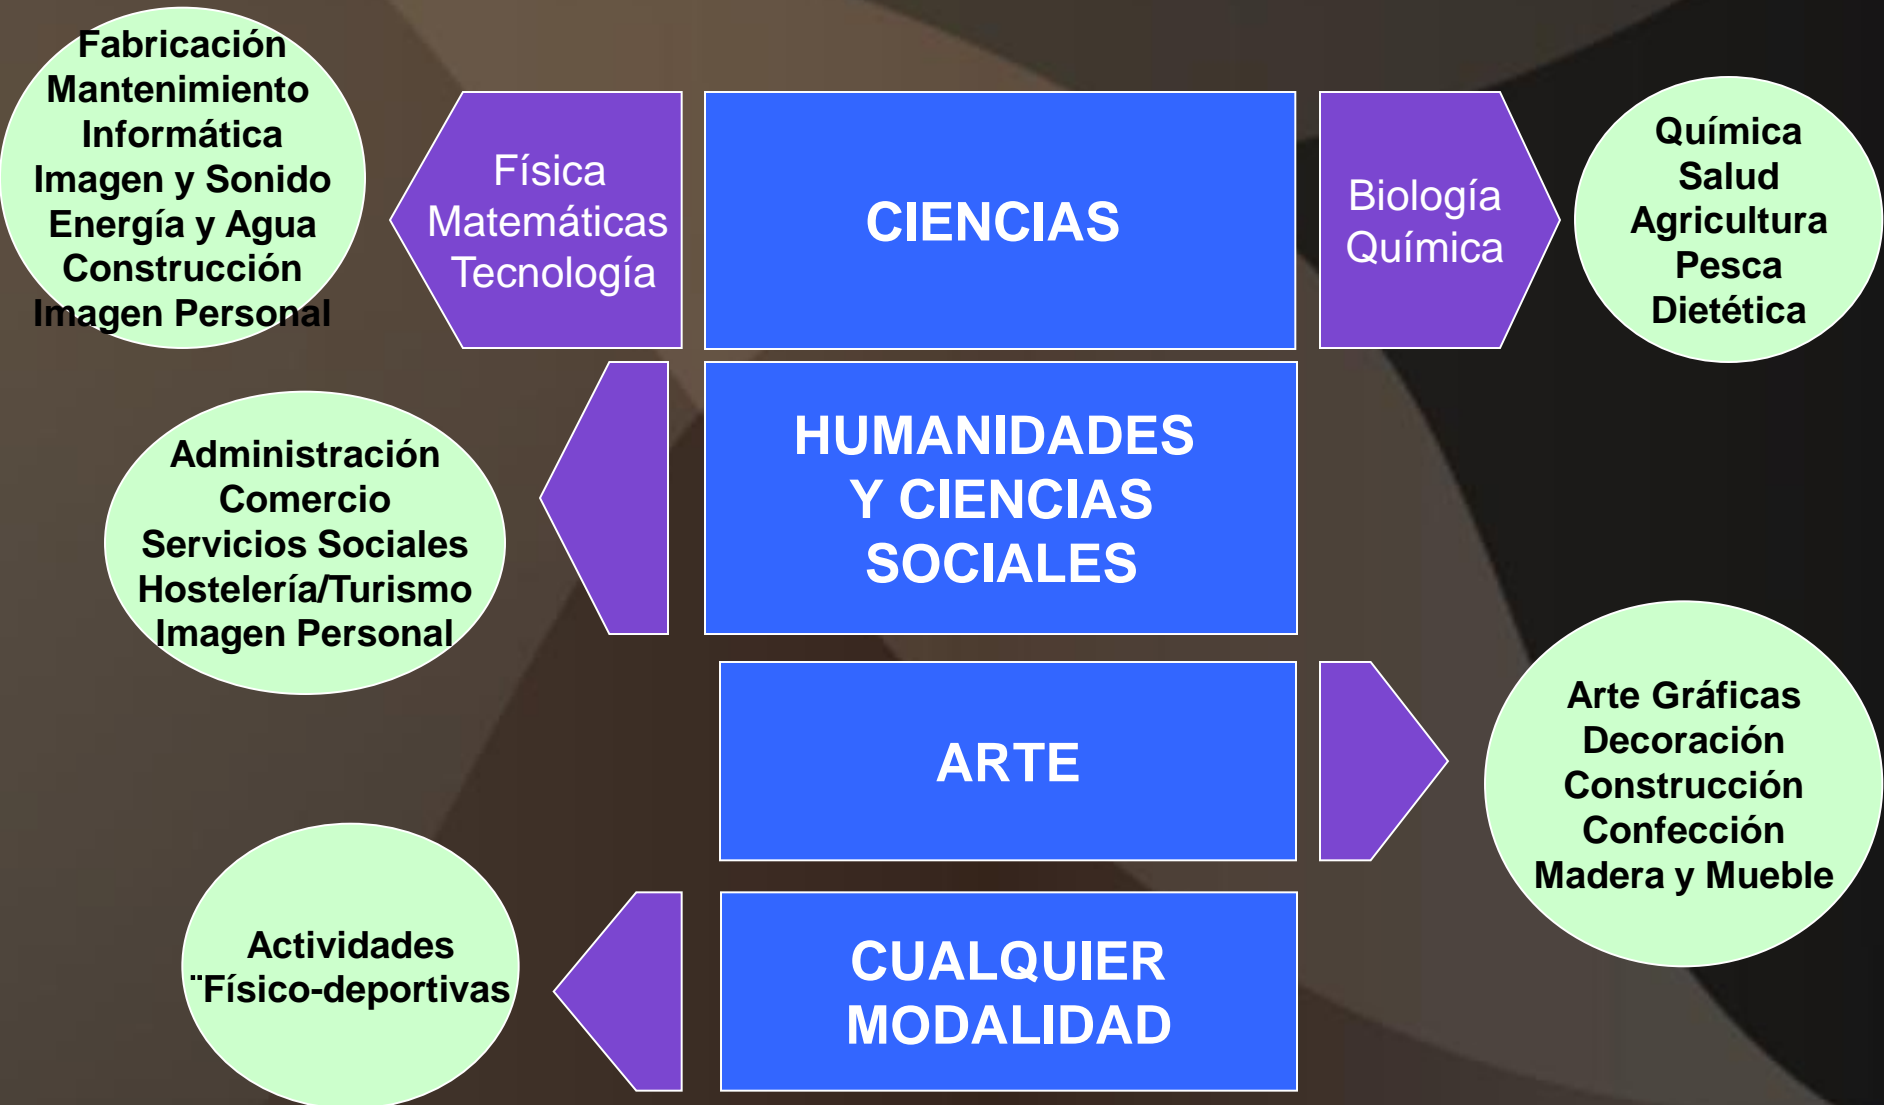 Fabricación
Mantenimiento
Informática
Imagen y Sonido
Energía y Agua
Construcción
Imagen Personal
Física
Matemáticas
Tecnología
CIENCIAS
Biología
Química
Química
Salud
Agricultura
Pesca
Dietética
Administración
Comercio
Servicios Sociales
Hostelería/Turismo
Imagen Personal
HUMANIDADES
Y CIENCIAS
SOCIALES
ARTE
Arte Gráficas
Decoración
Construcción
Confección
Madera y Mueble
Actividades
¨Físico-deportivas
CUALQUIER
MODALIDAD